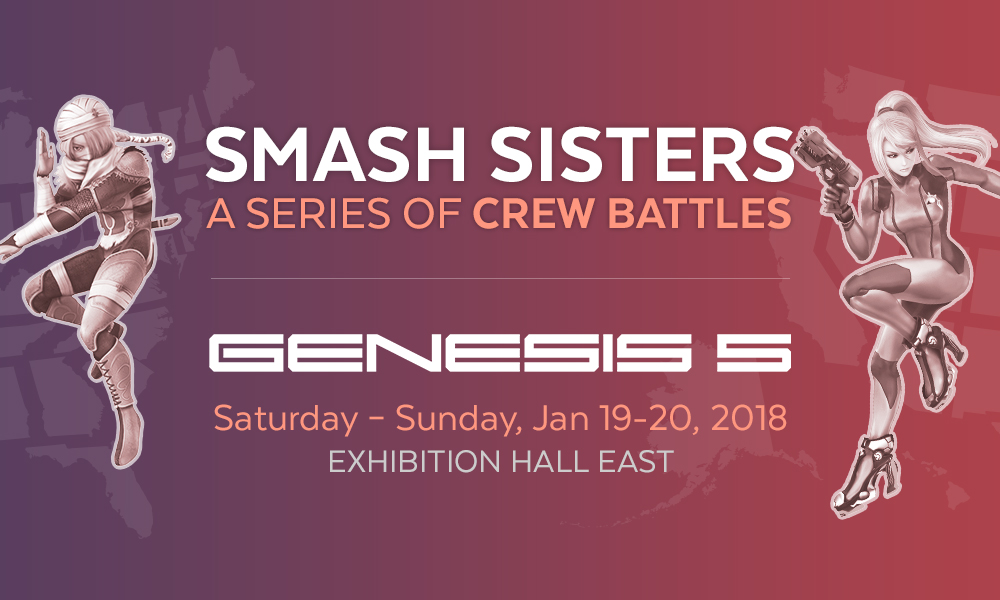 SMASH SISTERS
A SERIES OF CREW BATTLES
GENESIS 5
Saturday – Sunday, Jan 19-20, 2018
EXHIBITION HALL EAST